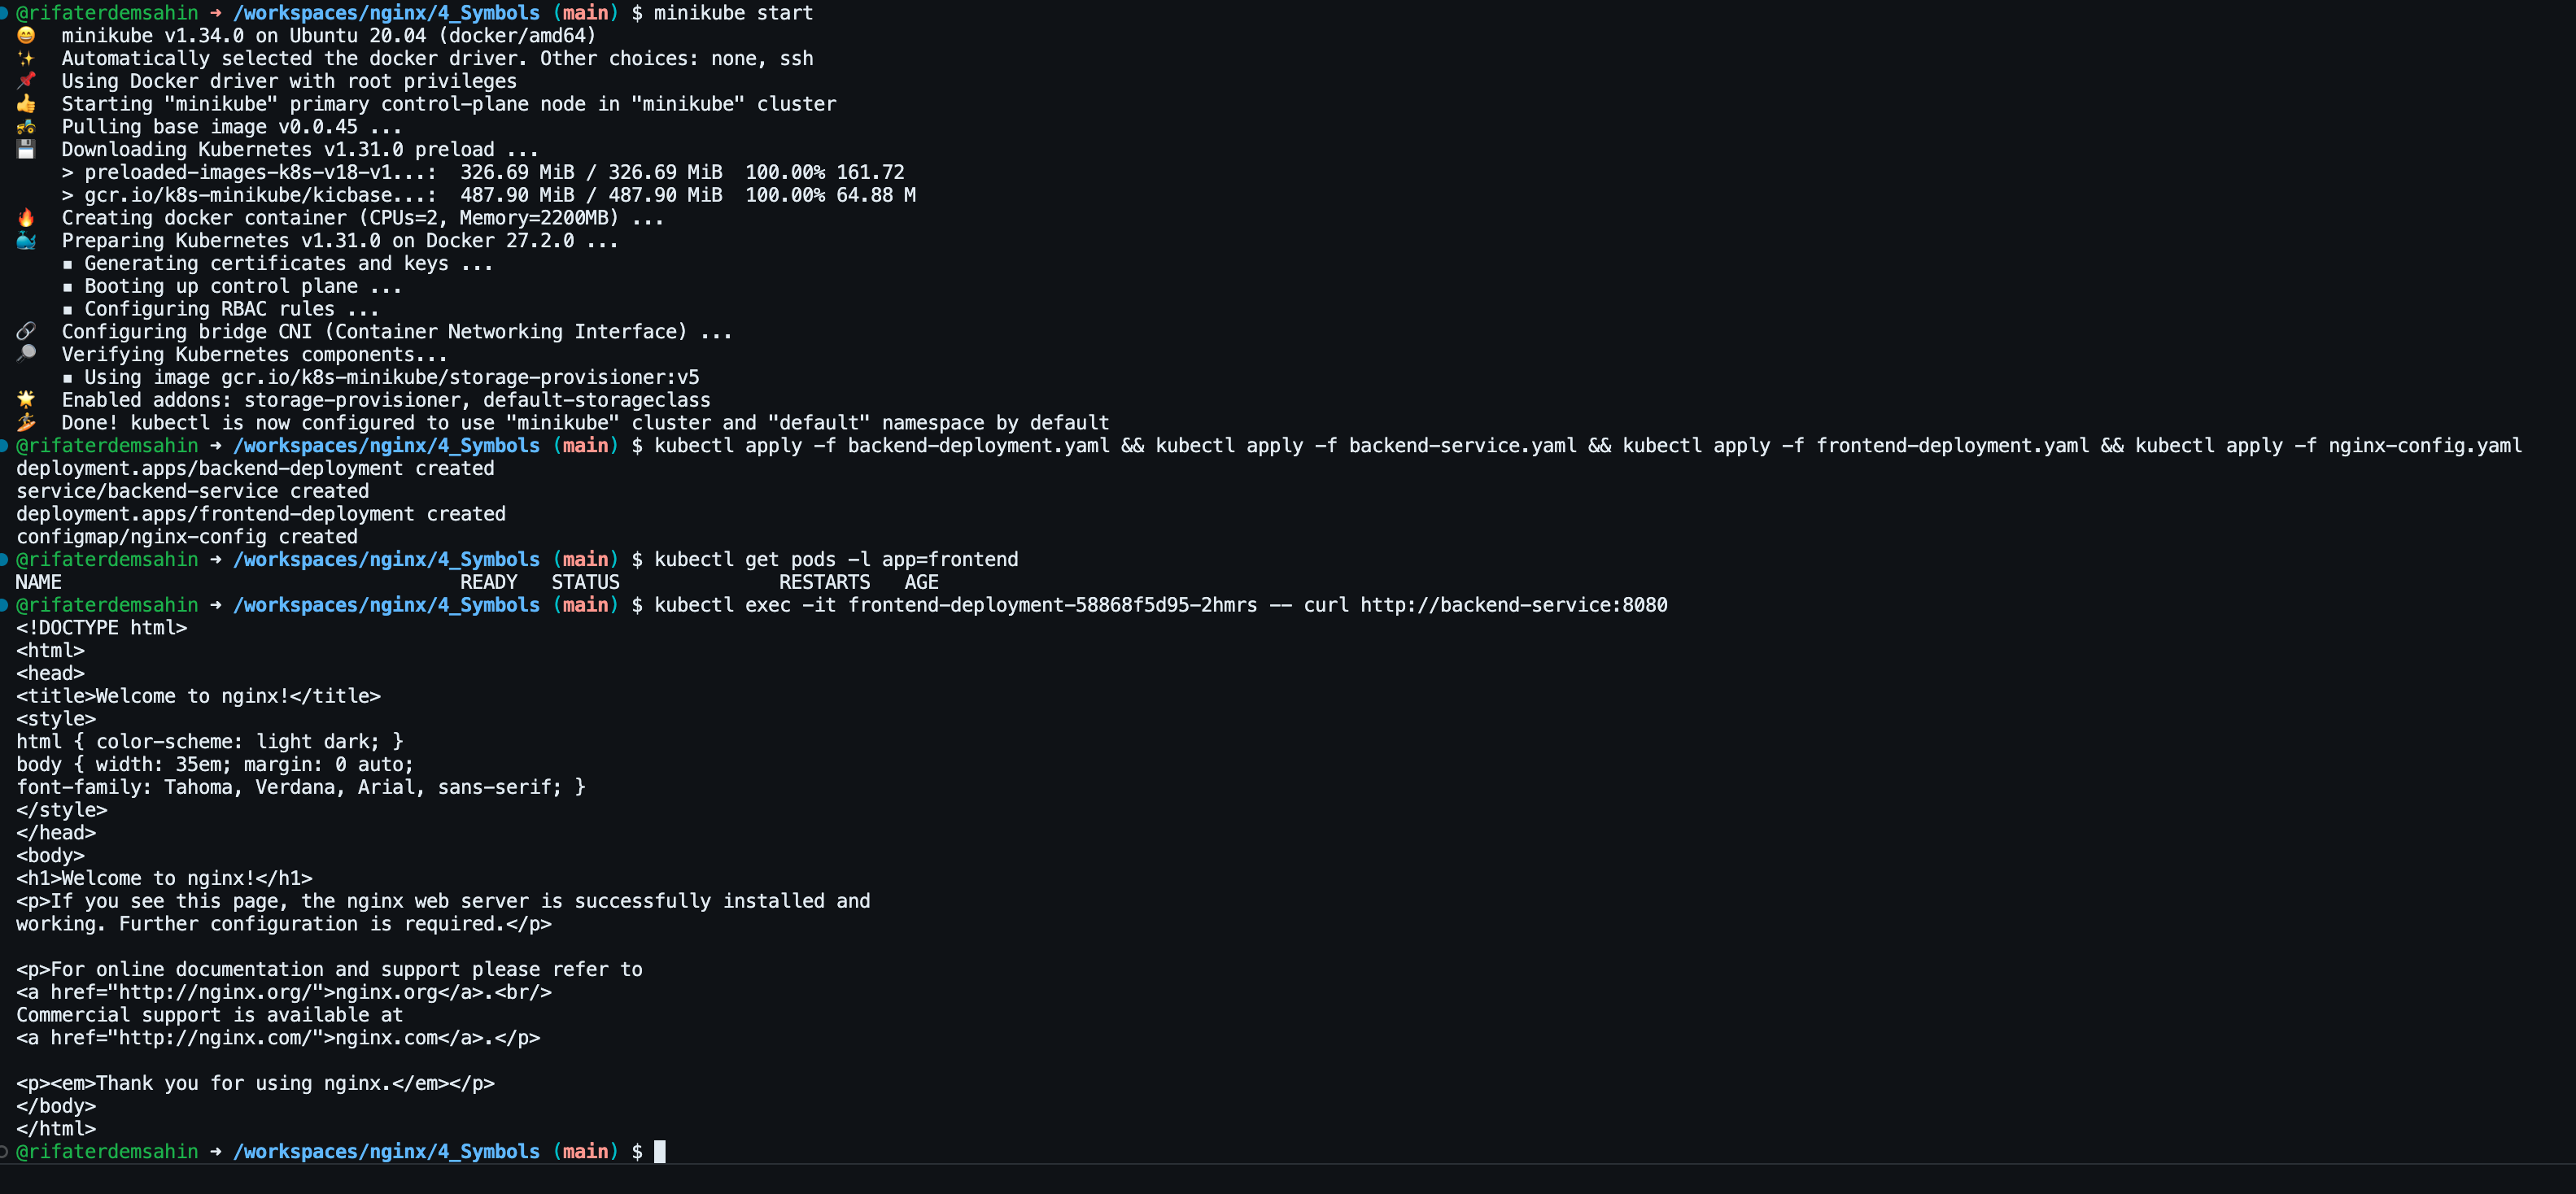 @rifaterdemsahin ➜ /workspaces/nginx/4_Symbols (main) $ minikube start
😄  minikube v1.34.0 on Ubuntu 20.04 (docker/amd64)
✨  Automatically selected the docker driver. Other choices: none, ssh
📌  Using Docker driver with root privileges
👍  Starting "minikube" primary control-plane node in "minikube" cluster
🚜  Pulling base image v0.0.45 ...
💾  Downloading Kubernetes v1.31.0 preload ...
    > preloaded-images-k8s-v18-v1...:  326.69 MiB / 326.69 MiB  100.00% 161.72
    > gcr.io/k8s-minikube/kicbase...:  487.90 MiB / 487.90 MiB  100.00% 64.88 M
🔥  Creating docker container (CPUs=2, Memory=2200MB) ...
🐳  Preparing Kubernetes v1.31.0 on Docker 27.2.0 ...
    ▪ Generating certificates and keys ...
    ▪ Booting up control plane ...
    ▪ Configuring RBAC rules ...
🔗  Configuring bridge CNI (Container Networking Interface) ...
🔎  Verifying Kubernetes components...
    ▪ Using image gcr.io/k8s-minikube/storage-provisioner:v5
🌟  Enabled addons: storage-provisioner, default-storageclass
🏄  Done! kubectl is now configured to use "minikube" cluster and "default" namespace by default
@rifaterdemsahin ➜ /workspaces/nginx/4_Symbols (main) $ kubectl apply -f backend-deployment.yaml && kubectl apply -f backend-service.yaml && kubectl apply -f frontend-deployment.yaml && kubectl apply -f nginx-config.yaml
deployment.apps/backend-deployment created
service/backend-service created
deployment.apps/frontend-deployment created
configmap/nginx-config created
@rifaterdemsahin ➜ /workspaces/nginx/4_Symbols (main) $ kubectl get pods -l app=frontend
NAME                                   READY   STATUS              RESTARTS   AGE
@rifaterdemsahin ➜ /workspaces/nginx/4_Symbols (main) $ kubectl exec -it frontend-deployment-58868f5d95-2hmrs -- curl http://backend-service:8080
<!DOCTYPE html>
<html>
<head>
<title>Welcome to nginx!</title>
<style>
html { color-scheme: light dark; }
body { width: 35em; margin: 0 auto;
font-family: Tahoma, Verdana, Arial, sans-serif; }
</style>
</head>
<body>
<h1>Welcome to nginx!</h1>
<p>If you see this page, the nginx web server is successfully installed and
working. Further configuration is required.</p>
<p>For online documentation and support please refer to
<a href="http://nginx.org/">nginx.org</a>.<br/>
Commercial support is available at
<a href="http://nginx.com/">nginx.com</a>.</p>
<p><em>Thank you for using nginx.</em></p>
</body>
</html>
@rifaterdemsahin ➜ /workspaces/nginx/4_Symbols (main) $